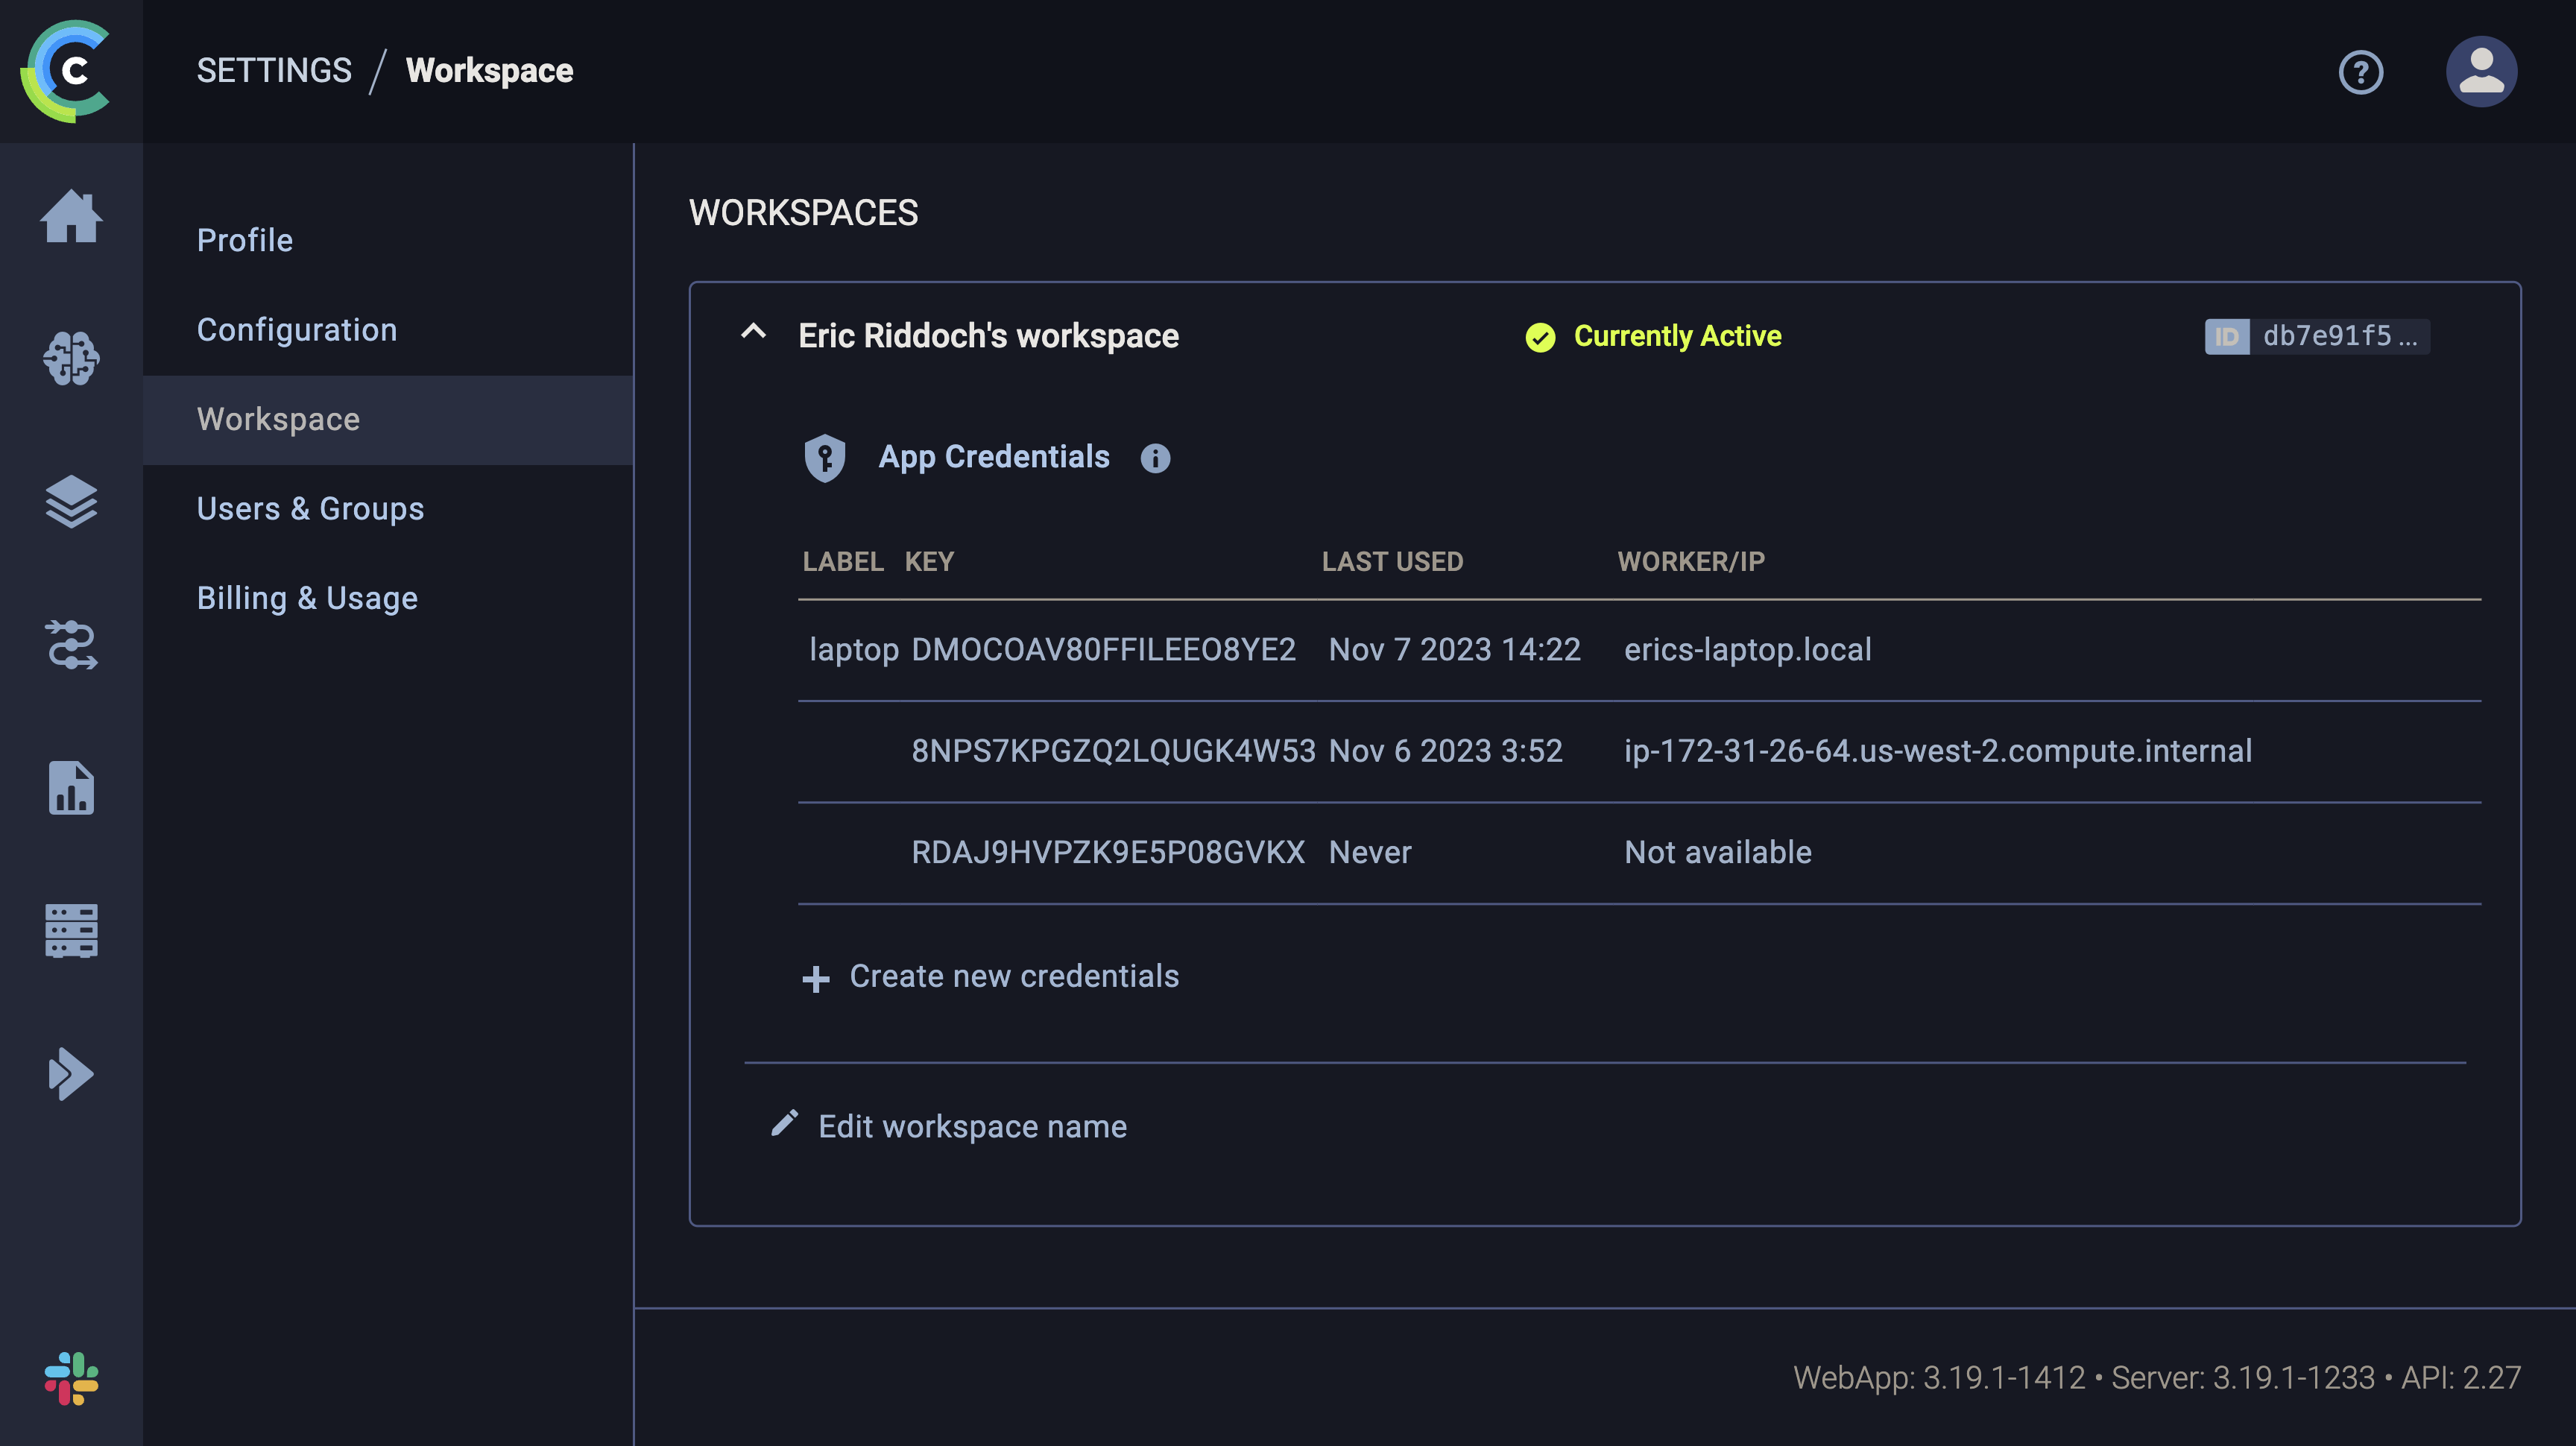 C
SETTINGS / Workspace
?
Profile
Configuration
Workspace
Users & Groups
Billing & Usage
WORKSPACES
Eric Riddoch's workspace
Currently Active
ID db7e91f5 ...
App Credentials
LABEL KEY LAST USED WORKER/IP
laptop DMOCOAV80FFILEEO8YE2 Nov 7 2023 14:22 erics-laptop.local
8NPS7KPGZQ2LQUGK4W53 Nov 6 2023 3:52 ip-172-31-26-64.us-west-2.compute.internal
RDAJ9HVPZK9E5P08GVKX Never Not available
+ Create new credentials
Edit workspace name
WebApp: 3.19.1-1412 • Server: 3.19.1-1233 • API: 2.27